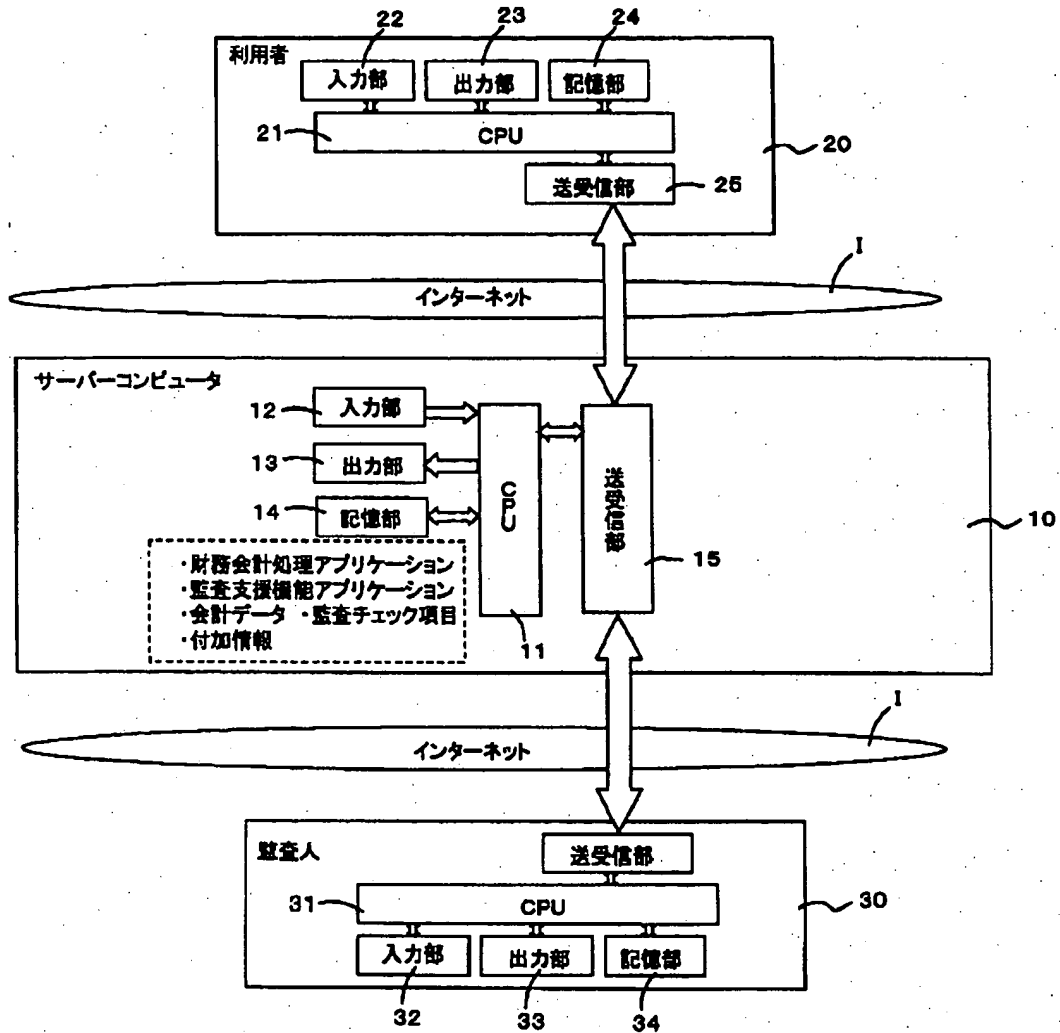 22 23 24
利用者
入力部 出力部 記憶部
21 CPU
20
送受信部 25
I
インターネット
サーバーコンピュータ
12 入力部
13 出力部
14 記憶部
CPU
送受信部
10
15
・財務会計処理アプリケーション
・監査支援機能アプリケーション
・会計データ ・監査チェック項目
・付加情報
11
I
インターネット
監査人
送受信部
31 CPU
30
入力部 出力部 記憶部
32 33 34